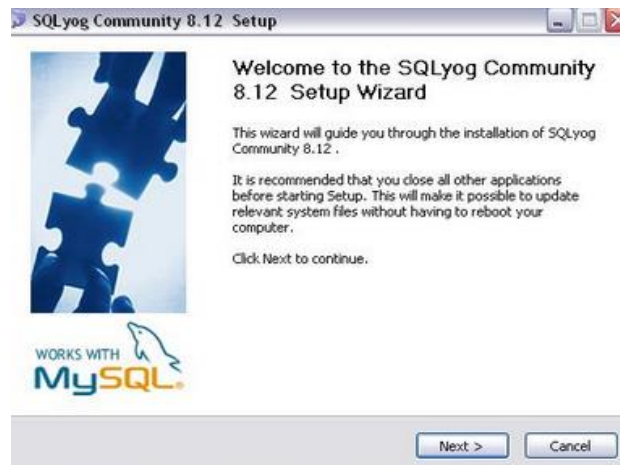 SQLyog Community 8.12 Setup
Welcome to the SQLyog Community
8.12 Setup Wizard
This wizard will guide you through the installation of SQLyog
Community 8.12 .
It is recommended that you close all other applications
before starting Setup. This will make it possible to update
relevant system files without having to reboot your
computer.
Click Next to continue.
WORKS WITH
MySQL®
Next >
Cancel